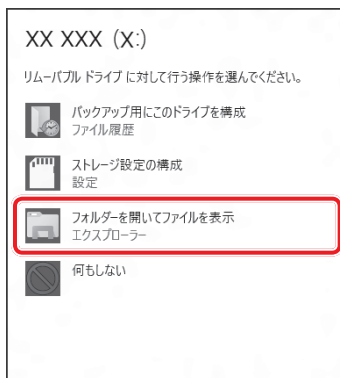 XX XXX (X:)
リムーバブル ドライブ に対して行う操作を選んでください。
バックアップ用にこのドライブを構成
ファイル履歴
ストレージ設定の構成
設定
フォルダーを開いてファイルを表示
エクスプローラー
何もしない